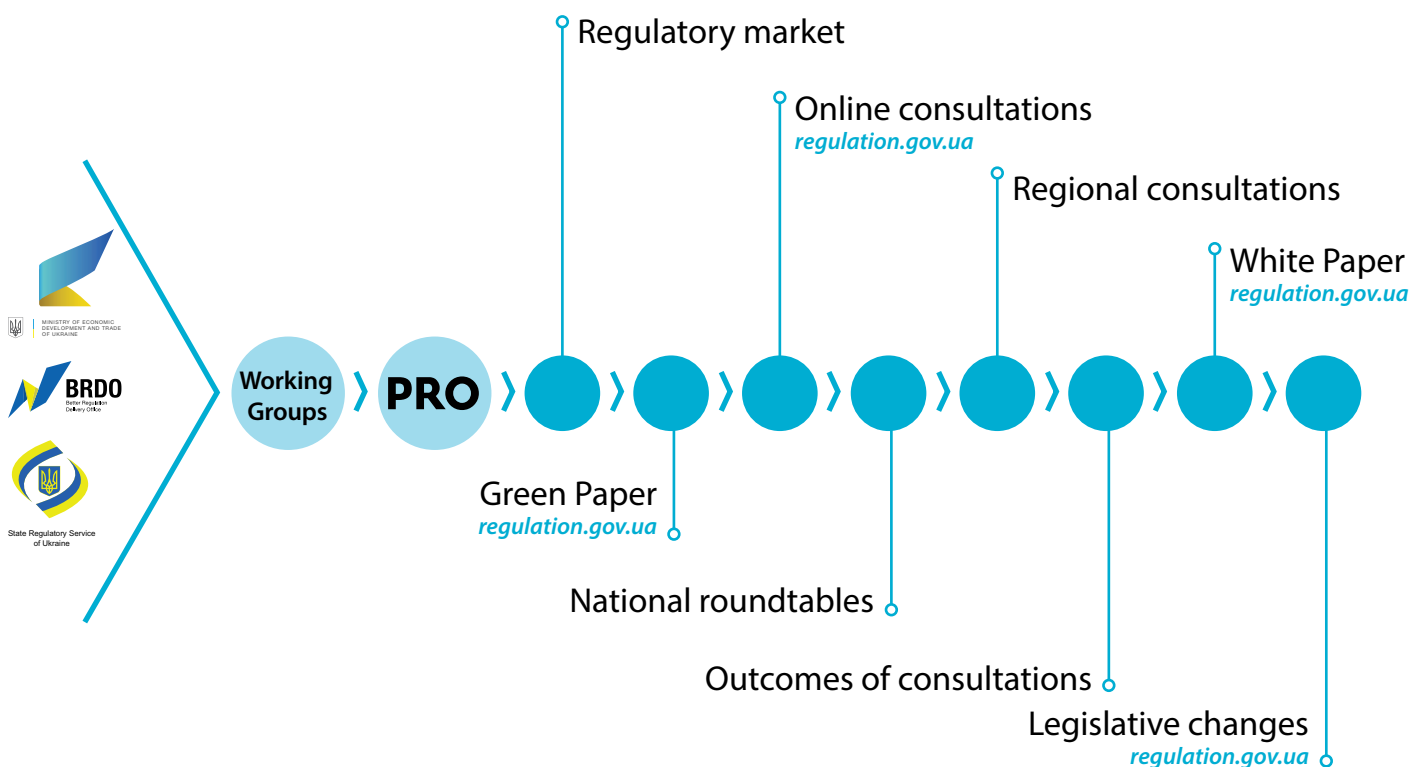 Regulatory market
Online consultations
regulation.gov.ua
Regional consultations
White Paper
regulation.gov.ua
MINISTRY OF ECONOMIC
DEVELOPMENT AND TRADE
OF UKRAINE
BRDO
Better Regulation
Delivery Office
State Regulatory Service
of Ukraine
Working
Groups
PRO
Green Paper
regulation.gov.ua
National roundtables
Outcomes of consultations
Legislative changes
regulation.gov.ua